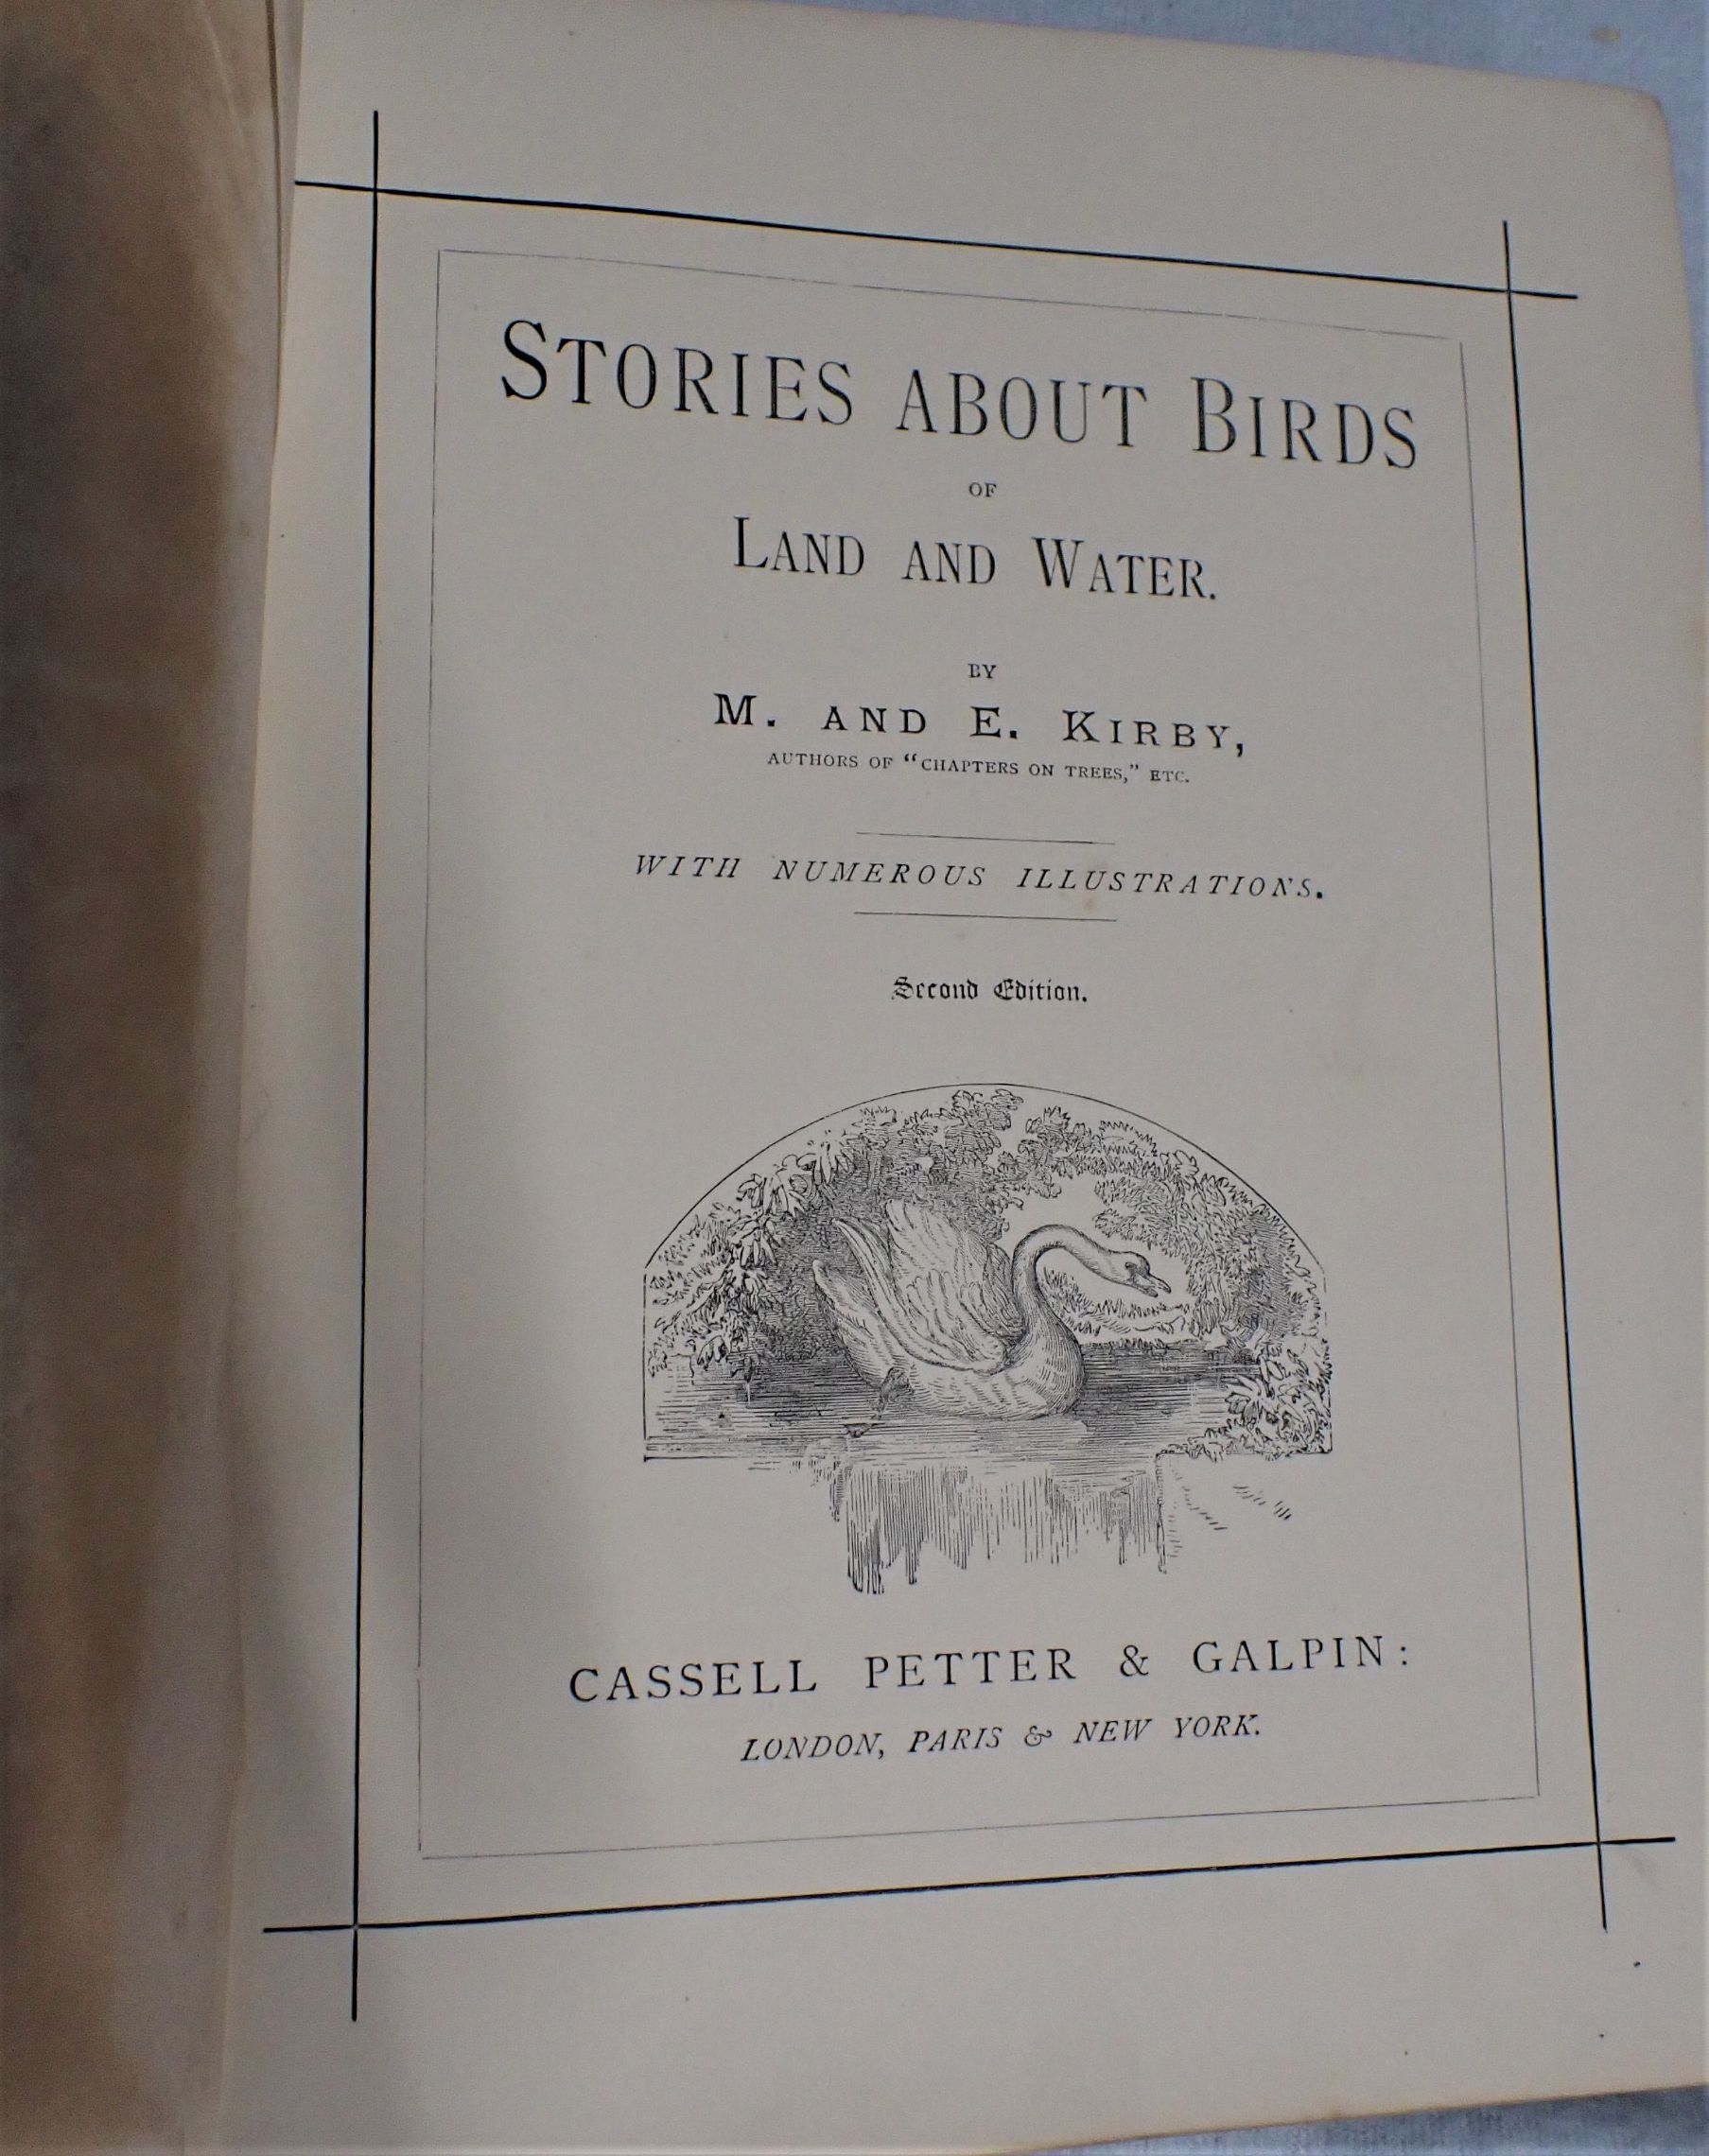 STORIES ABOUT BIRDS
OF
LAND AND WATER.
BY
M. AND E. KIRBY,
AUTHORS OF "CHAPTERS ON TREES," ETC.
WITH NUMEROUS ILLUSTRATIONS.
Second Edition.
CASSELL PETTER & GALPIN:
LONDON, PARIS & NEW YORK.